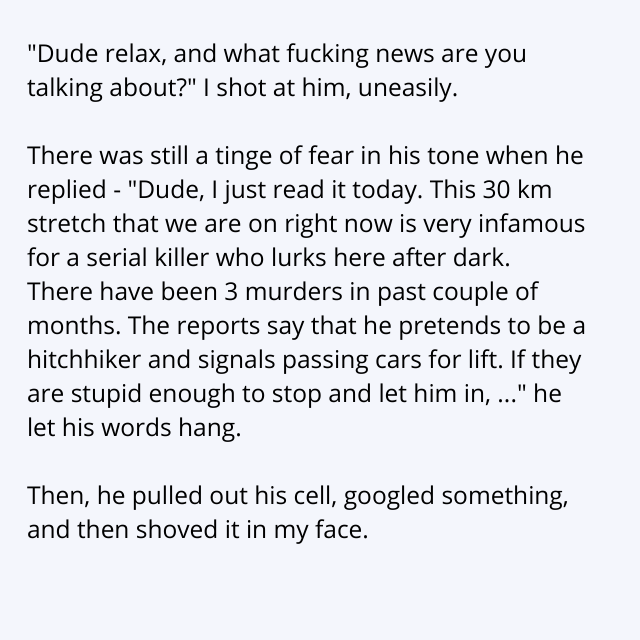 "Dude relax, and what fucking news are you
talking about?" I shot at him, uneasily.
There was still a tinge of fear in his tone when he
replied - "Dude, I just read it today. This 30 km
stretch that we are on right now is very infamous
for a serial killer who lurks here after dark.
There have been 3 murders in past couple of
months. The reports say that he pretends to be a
hitchhiker and signals passing cars for lift. If they
are stupid enough to stop and let him in, ..." he
let his words hang.
Then, he pulled out his cell, googled something,
and then shoved it in my face.